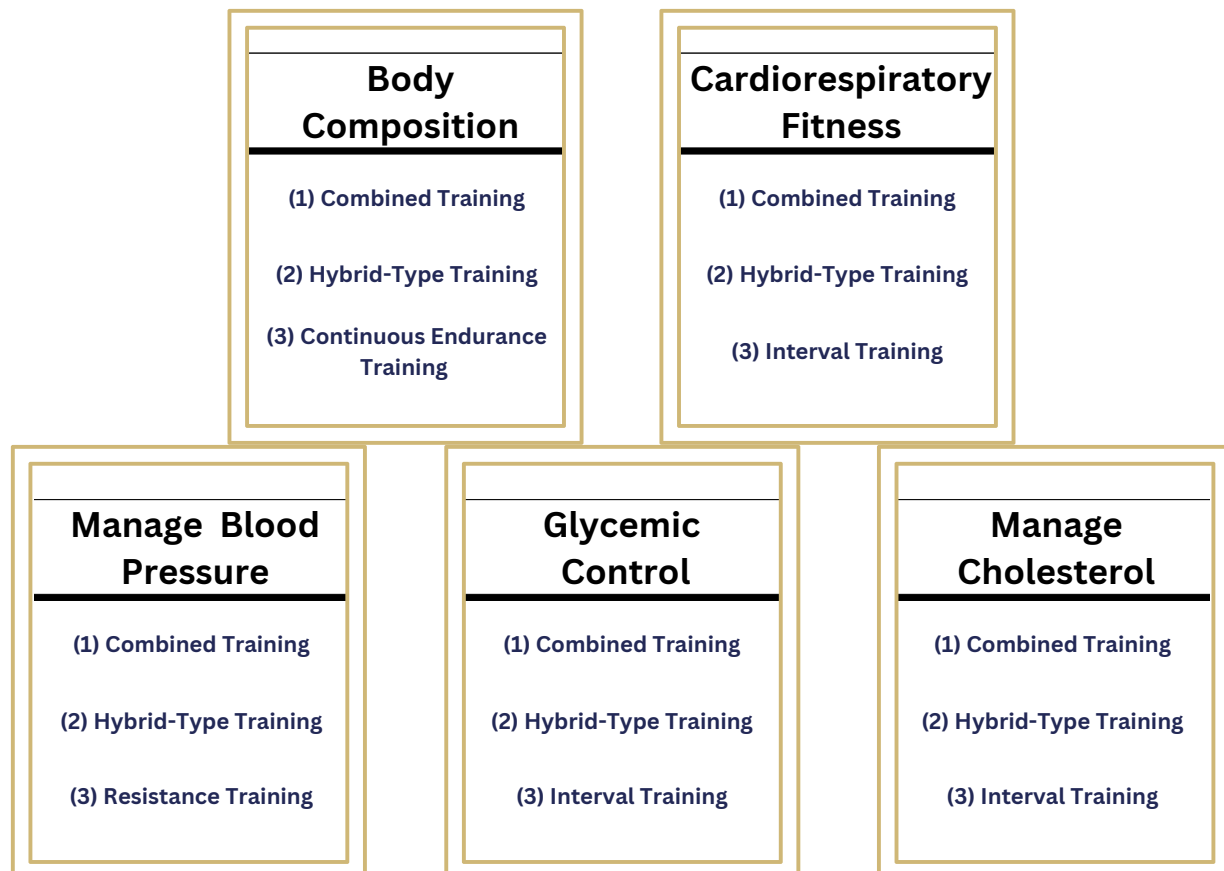 Body
Composition
(1) Combined Training
(2) Hybrid-Type Training
(3) Continuous Endurance
Training
Cardiorespiratory
Fitness
(1) Combined Training
(2) Hybrid-Type Training
(3) Interval Training
Manage Blood
Pressure
(1) Combined Training
(2) Hybrid-Type Training
(3) Resistance Training
Glycemic
Control
(1) Combined Training
(2) Hybrid-Type Training
(3) Interval Training
Manage
Cholesterol
(1) Combined Training
(2) Hybrid-Type Training
(3) Interval Training